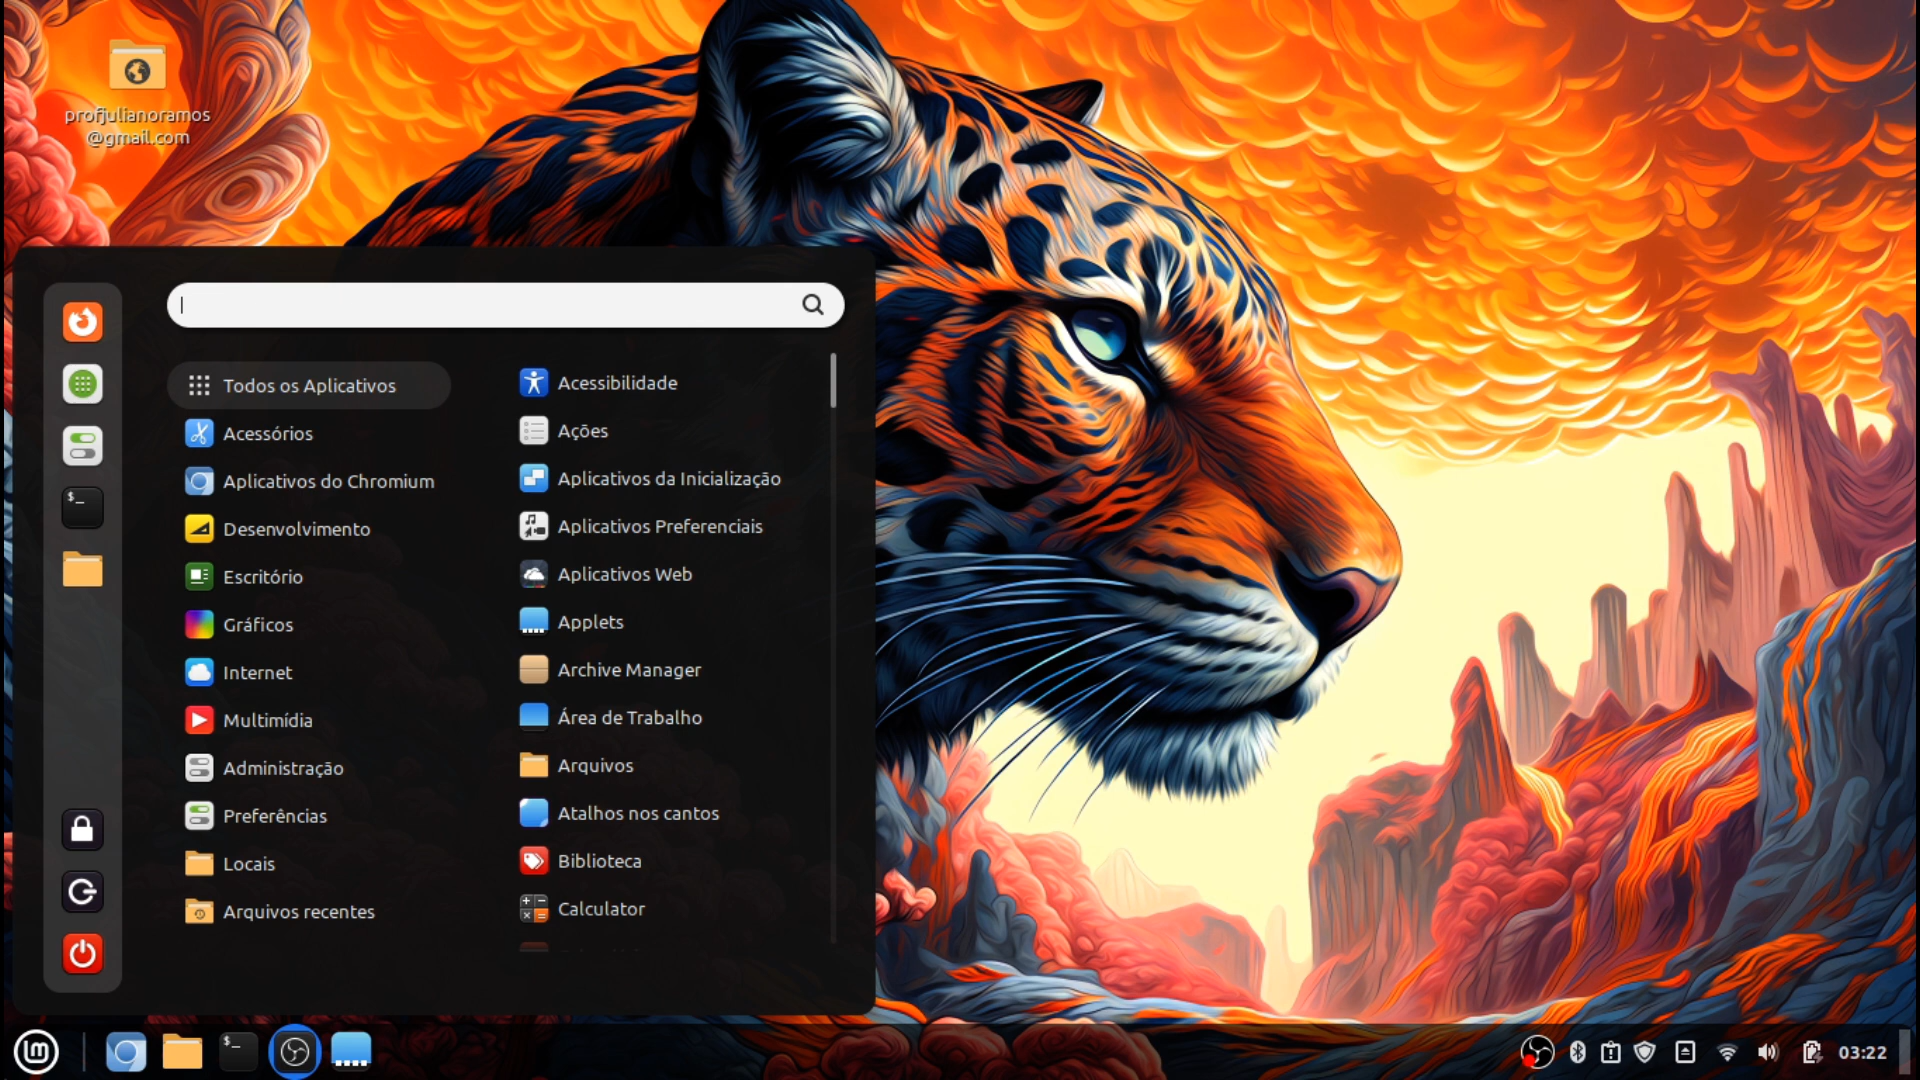 profjulianoramos
@gmail.com
Todos os Aplicativos
Acessórios
Aplicativos do Chromium
Desenvolvimento
Escritório
Gráficos
Internet
Multimídia
Administração
Preferências
Locais
Arquivos recentes
Acessibilidade
Ações
Aplicativos da Inicialização
Aplicativos Preferenciais
Aplicativos Web
Applets
Archive Manager
Área de Trabalho
Arquivos
Atalhos nos cantos
Biblioteca
Calculator
03:22